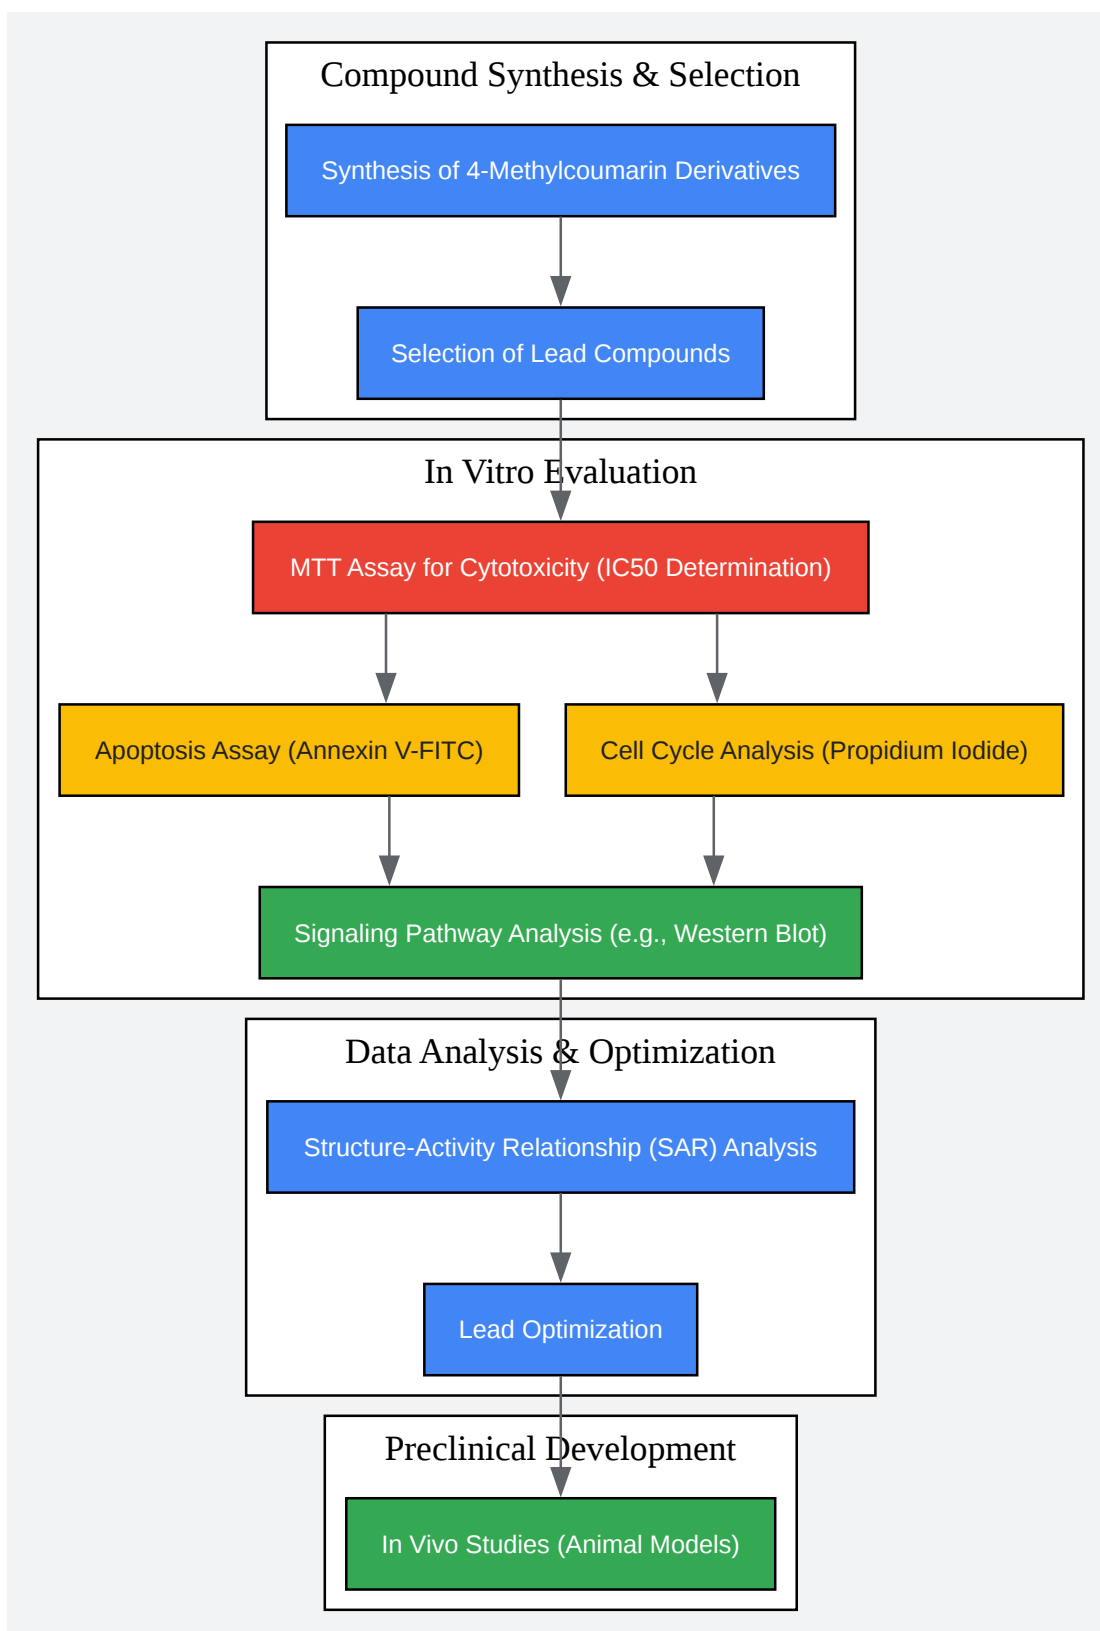 Compound Synthesis & Selection
Synthesis of 4-Methylcoumarin Derivatives
Selection of Lead Compounds
In Vitro Evaluation
MTT Assay for Cytotoxicity (IC50 Determination)
Apoptosis Assay (Annexin V-FITC)
Cell Cycle Analysis (Propidium Iodide)
Signaling Pathway Analysis (e.g., Western Blot)
Data Analysis & Optimization
Structure-Activity Relationship (SAR) Analysis
Lead Optimization
Preclinical Development
In Vivo Studies (Animal Models)